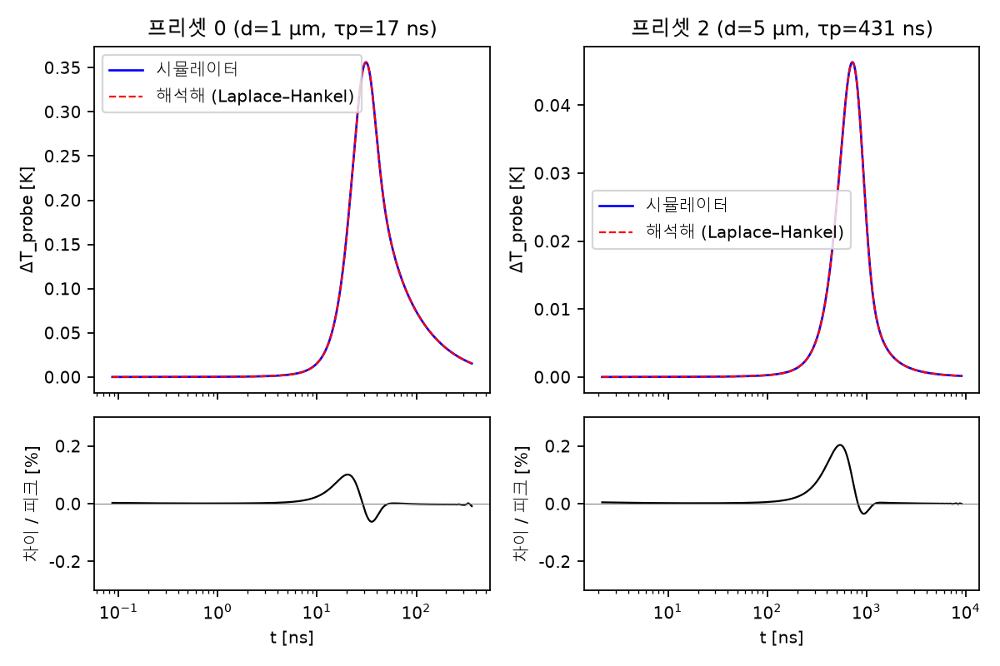 프리셋 0 (d=1 μm, τp=17 ns)
시뮬레이터
해석해 (Laplace–Hankel)
ΔT_probe [K]
0.35
0.30
0.25
0.20
0.15
0.10
0.05
0.00
차이 / 피크 [%]
0.2
0.0
-0.2
10⁻¹ 10⁰ 10¹ 10²
t [ns]
프리셋 2 (d=5 μm, τp=431 ns)
시뮬레이터
해석해 (Laplace–Hankel)
ΔT_probe [K]
0.04
0.03
0.02
0.01
0.00
차이 / 피크 [%]
0.2
0.0
-0.2
10¹ 10² 10³ 10⁴
t [ns]